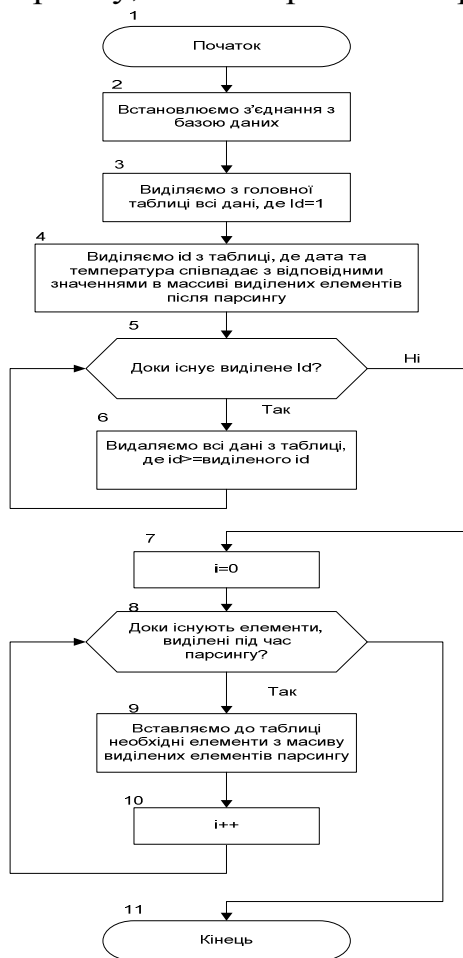 1
Початок
2
Встановлюємо з'єднання з
базою даних
3
Виділяємо з головної
таблиці всі дані, де Id=1
4
Виділяємо id з таблиці, де дата та
температура співпадає з відповідними
значеннями в массиві виділених елементів
після парсингу
5
Доки існує виділене Id?
Ні
Так
6
Видаляємо всі дані з таблиці,
де id>=виділеного id
7
i=0
8
Доки існують елементи,
виділені під час
парсингу?
Так
9
Вставляємо до таблиці
необхідні елементи з масиву
виділених елементів парсингу
10
i++
11
Кінець